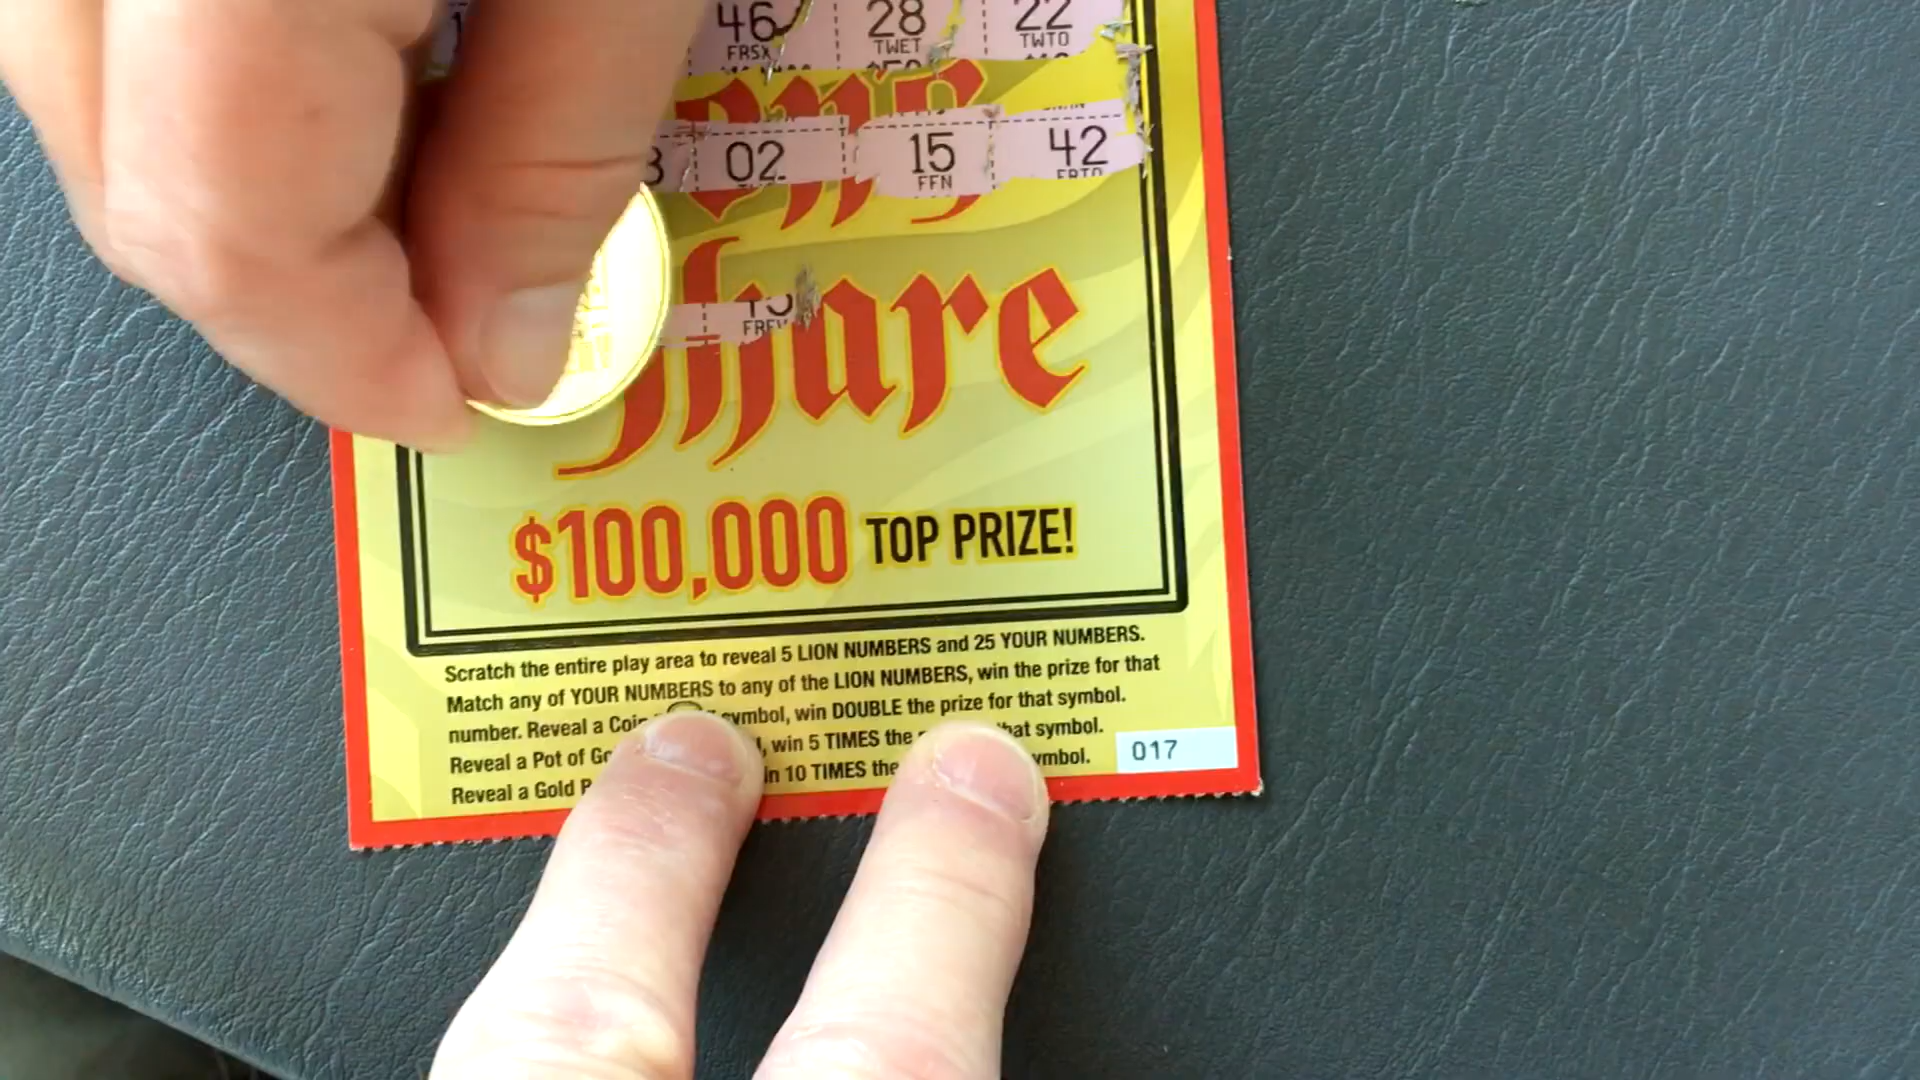 46 28 22
FRSX TWET TWTO
02 15 42
FFN
Share
$100,000 TOP PRIZE!
Scratch the entire play area to reveal 5 LION NUMBERS and 25 YOUR NUMBERS.
Match any of YOUR NUMBERS to any of the LION NUMBERS, win the prize for that
number. Reveal a Coin symbol, win DOUBLE the prize for that symbol.
Reveal a Pot of win 5 TIMES the that symbol.
Reveal a Gold in 10 TIMES the
017